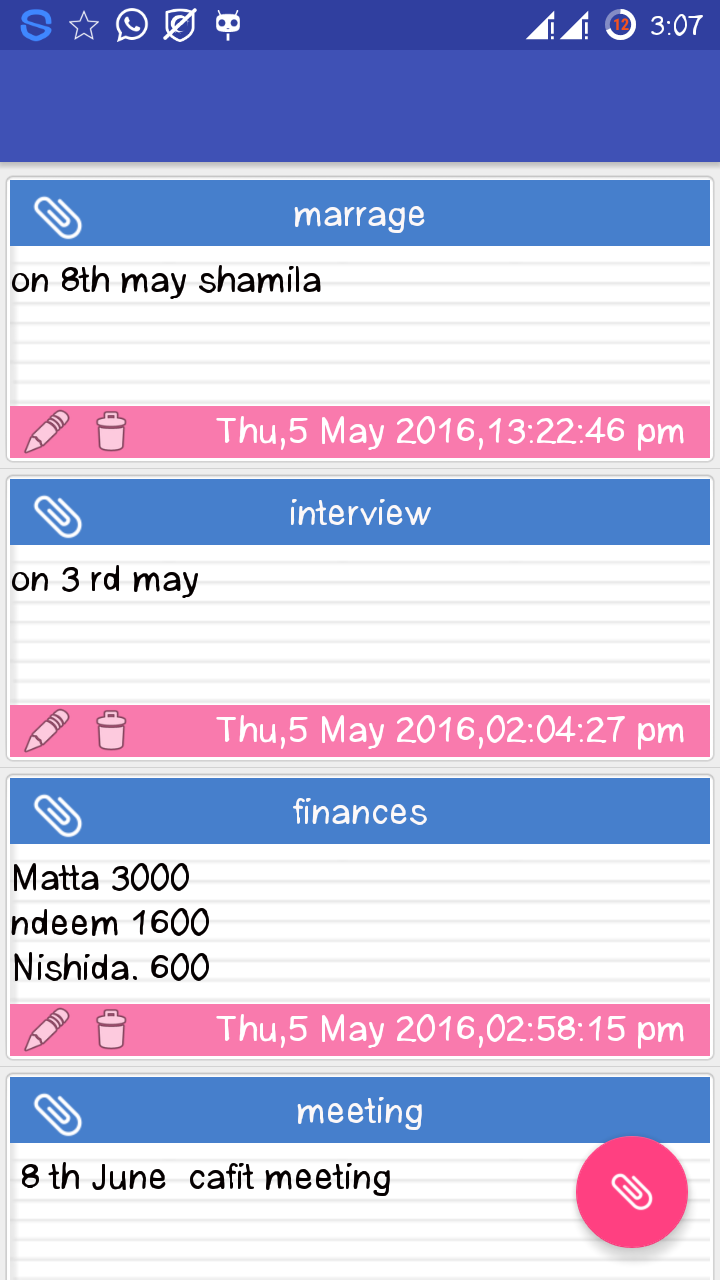 12 3:07
marrage
on 8th may shamila
Thu,5 May 2016,13:22:46 pm
interview
on 3 rd may
Thu,5 May 2016,02:04:27 pm
finances
Matta 3000
ndeem 1600
Nishida. 600
Thu,5 May 2016,02:58:15 pm
meeting
8 th June  cafit meeting